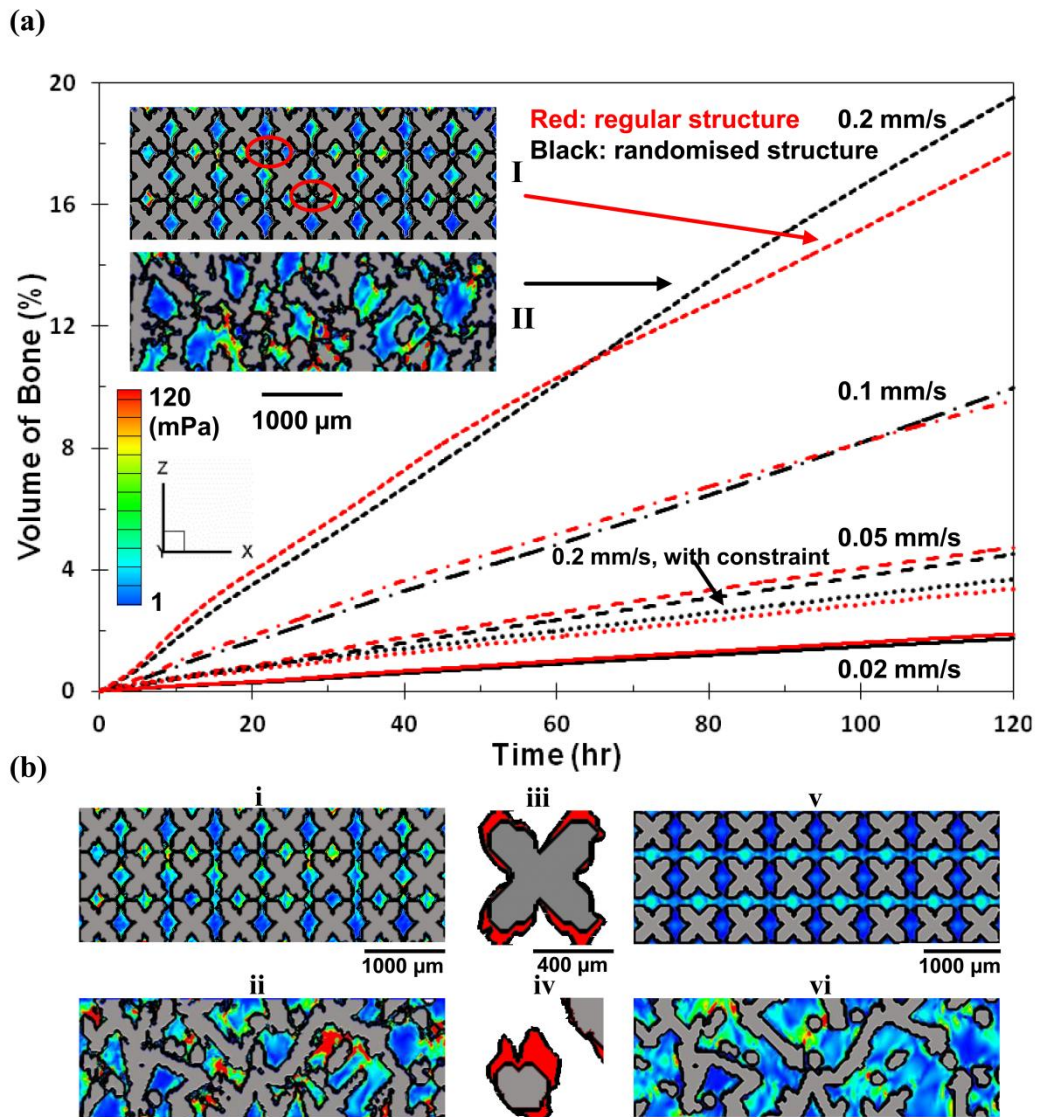 (a)
20
16
12
8
4
0
Volume of Bone (%)
Red: regular structure
Black: randomised structure
I
II
0.2 mm/s
0.1 mm/s
0.05 mm/s
0.2 mm/s, with constraint
0.02 mm/s
120
(mPa)
1
1000 µm
Z
Y
X
0
20
40
60
80
100
120
Time (hr)
(b)
i
iii
v
1000 µm
400 µm
1000 µm
ii
iv
vi